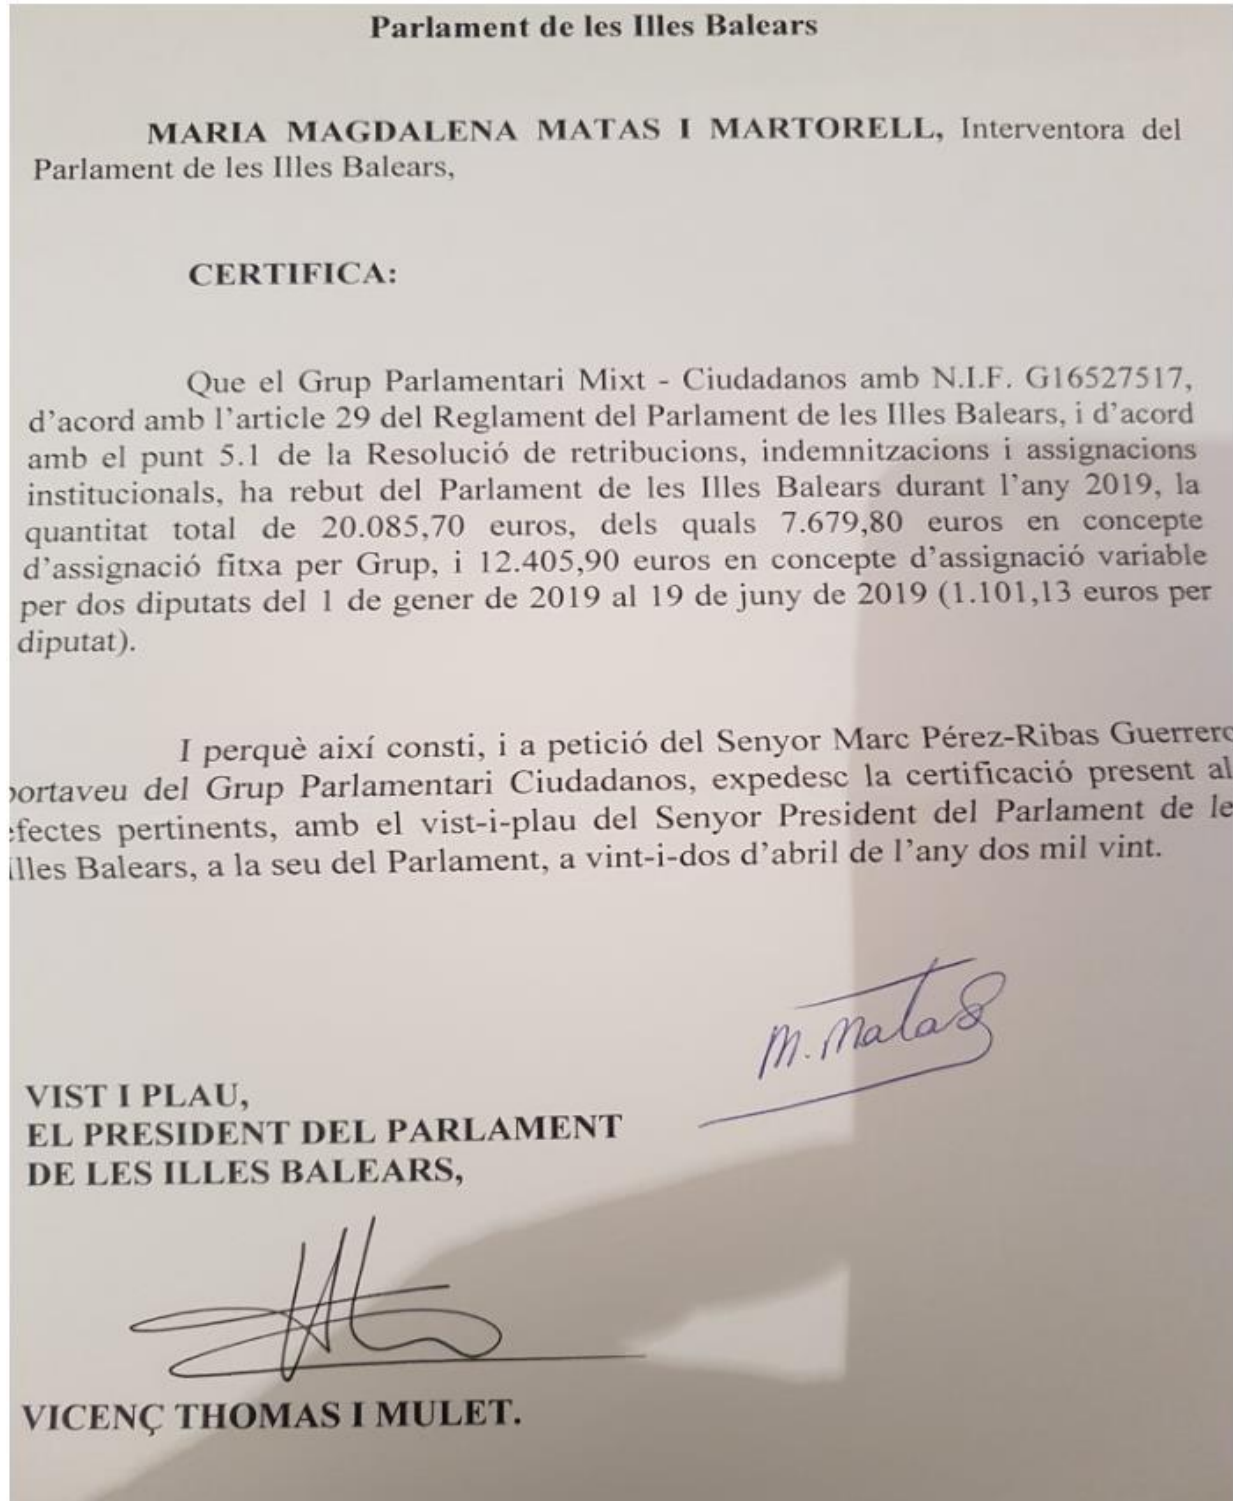 Parlament de les Illes Balears
MARIA MAGDALENA MATAS I MARTORELL, Interventora del
Parlament de les Illes Balears,
CERTIFICA:
Que el Grup Parlamentari Mixt - Ciudadanos amb N.I.F. G16527517,
d'acord amb l'article 29 del Reglament del Parlament de les Illes Balears, i d'acord
amb el punt 5.1 de la Resolució de retribucions, indemnitzacions i assignacions
institucionals, ha rebut del Parlament de les Illes Balears durant l'any 2019, la
quantitat total de 20.085,70 euros, dels quals 7.679,80 euros en concepte
d'assignació fitxa per Grup, i 12.405,90 euros en concepte d'assignació variable
per dos diputats del 1 de gener de 2019 al 19 de juny de 2019 (1.101,13 euros per
diputat).
I perquè així consti, i a petició del Senyor Marc Pérez-Ribas Guerrero
portaveu del Grup Parlamentari Ciudadanos, expedesc la certificació present al
efectes pertinents, amb el vist-i-plau del Senyor President del Parlament de le
Illes Balears, a la seu del Parlament, a vint-i-dos d'abril de l'any dos mil vint.
M. Matas
VIST I PLAU,
EL PRESIDENT DEL PARLAMENT
DE LES ILLES BALEARS,
VICENÇ THOMAS I MULET.